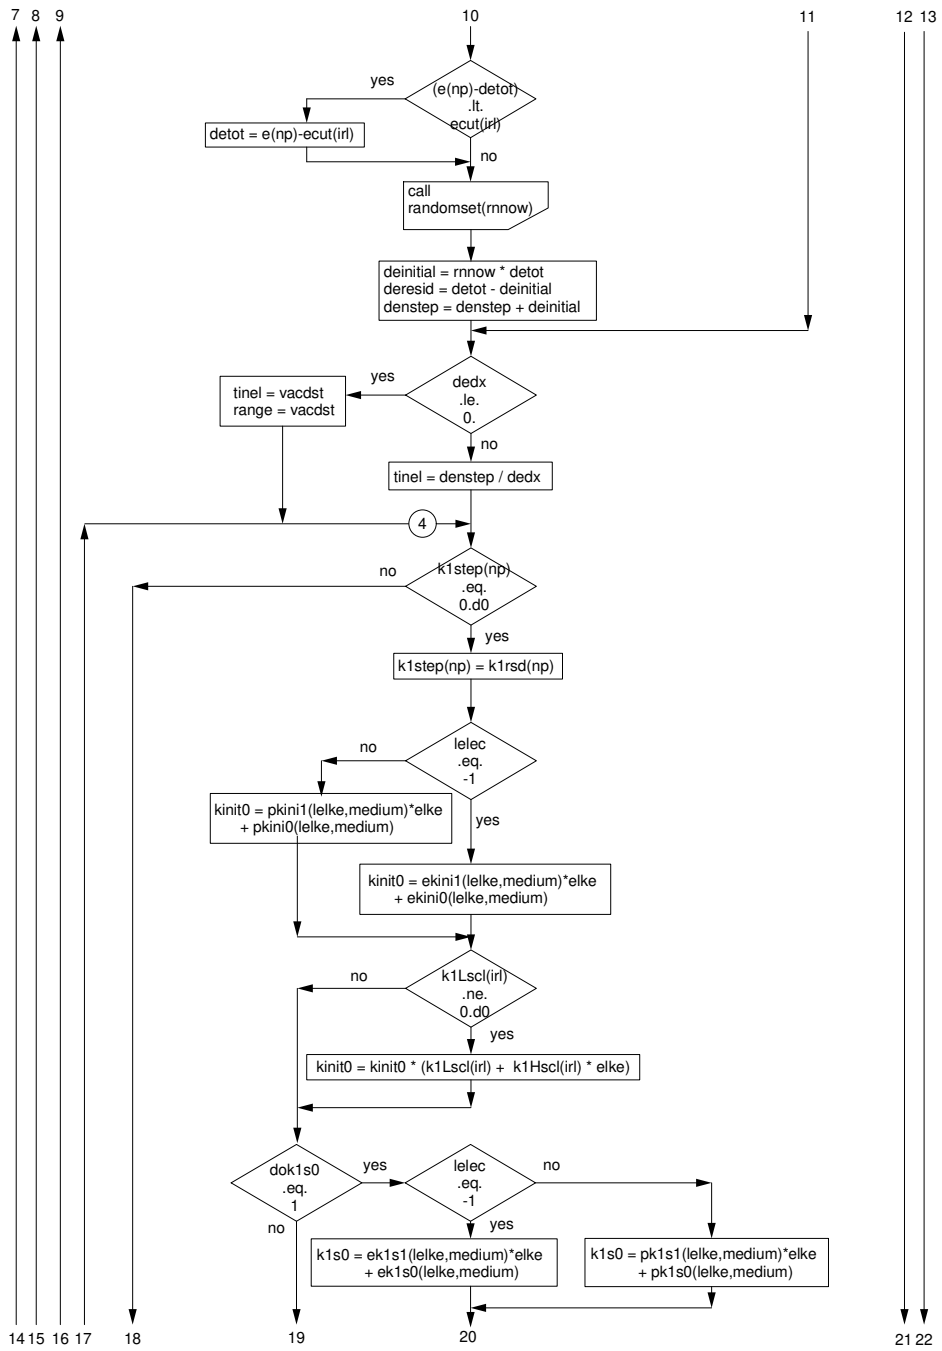 7 8 9 10 11 12 13
yes
(e(np)-detot)
.lt.
ecut(irl)
detot = e(np)-ecut(irl)
no
call
randomset(rnnow)
deinitial = rnnow * detot
deresid = detot - deinitial
denstep = denstep + deinitial
yes
dedx
.le.
0.
tinel = vacdst
range = vacdst
no
tinel = denstep / dedx
4
no
k1step(np)
.eq.
0.d0
yes
k1step(np) = k1rsd(np)
no
lelec
.eq.
-1
kinit0 = pkini1(lelke,medium)*elke
+ pkini0(lelke,medium)
yes
kinit0 = ekini1(lelke,medium)*elke
+ ekini0(lelke,medium)
no
k1Lscl(irl)
.ne.
0.d0
yes
kinit0 = kinit0 * (k1Lscl(irl) + k1Hscl(irl) * elke)
dok1s0
.eq.
1
yes
lelec
.eq.
-1
no
no
yes
k1s0 = ek1s1(lelke,medium)*elke
+ ek1s0(lelke,medium)
k1s0 = pk1s1(lelke,medium)*elke
+ pk1s0(lelke,medium)
14 15 16 17 18 19 20 21 22